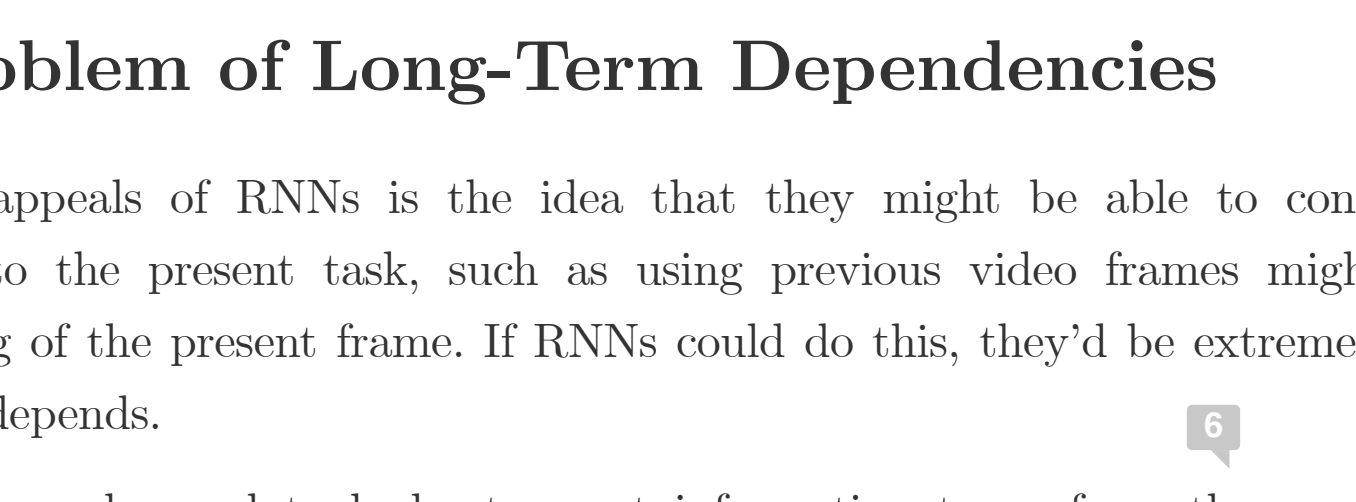 oblem of Long-Term Dependencies
appeals of RNNs is the idea that they might be able to con
to the present task, such as using previous video frames migh
g of the present frame. If RNNs could do this, they’d be extreme
depends.
6